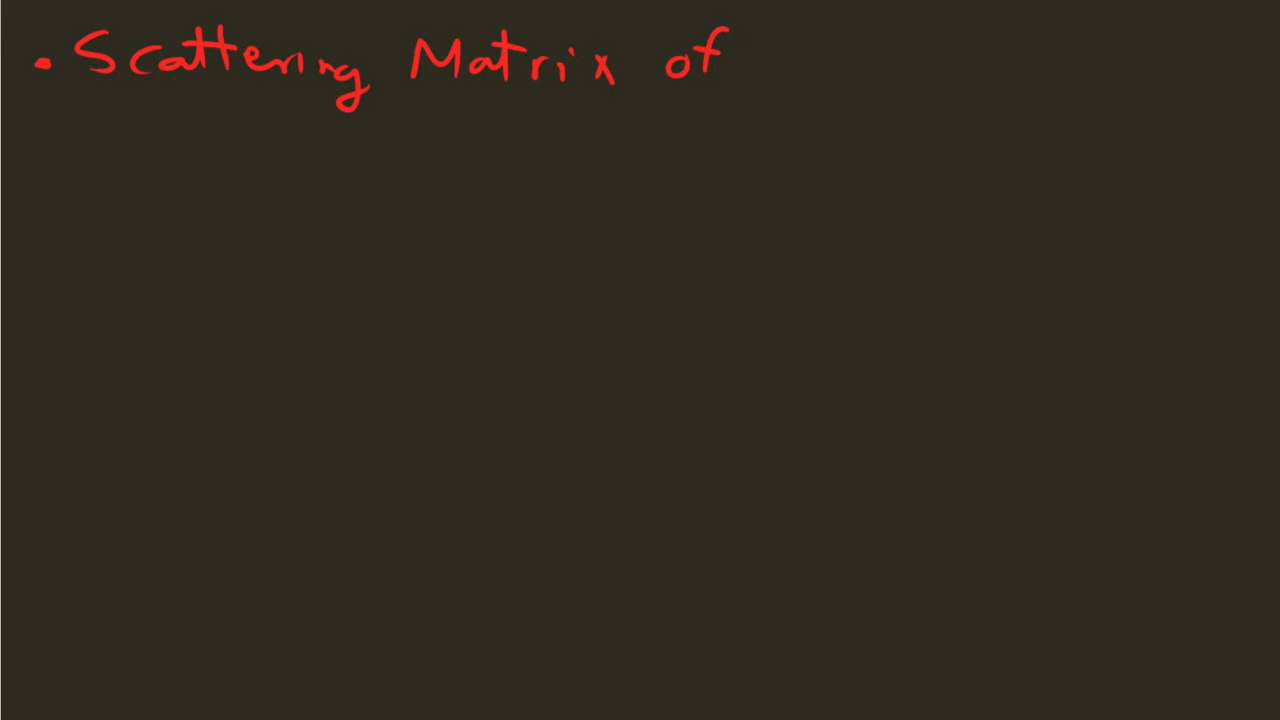 • Scattering Matrix of